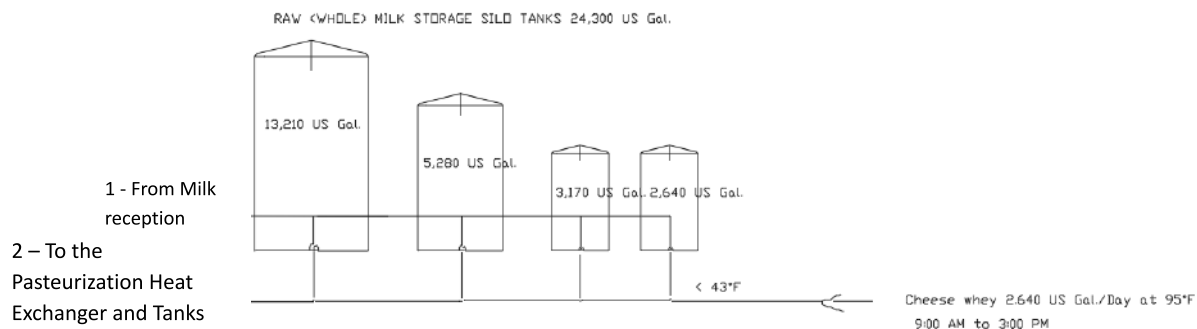 RAW (WHOLE) MILK STORAGE SILO TANKS 24,300 US Gal.
13,210 US Gal.
5,280 US Gal.
3,170 US Gal.
2,640 US Gal.
1 - From Milk
reception
2 – To the
Pasteurization Heat
Exchanger and Tanks
< 43°F
Cheese whey 2.640 US Gal./Day at 95°F
9:00 AM to 3:00 PM